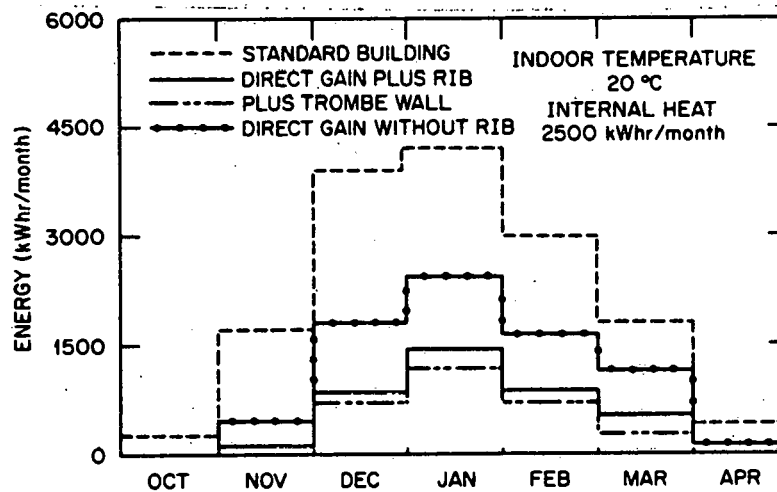 6000
4500
3000
1500
0
ENERGY (kWhr/month)
STANDARD BUILDING
DIRECT GAIN PLUS RIB
PLUS TROMBE WALL
DIRECT GAIN WITHOUT RIB
INDOOR TEMPERATURE
20 °C
INTERNAL HEAT
2500 kWhr/month
OCT NOV DEC JAN FEB MAR APR